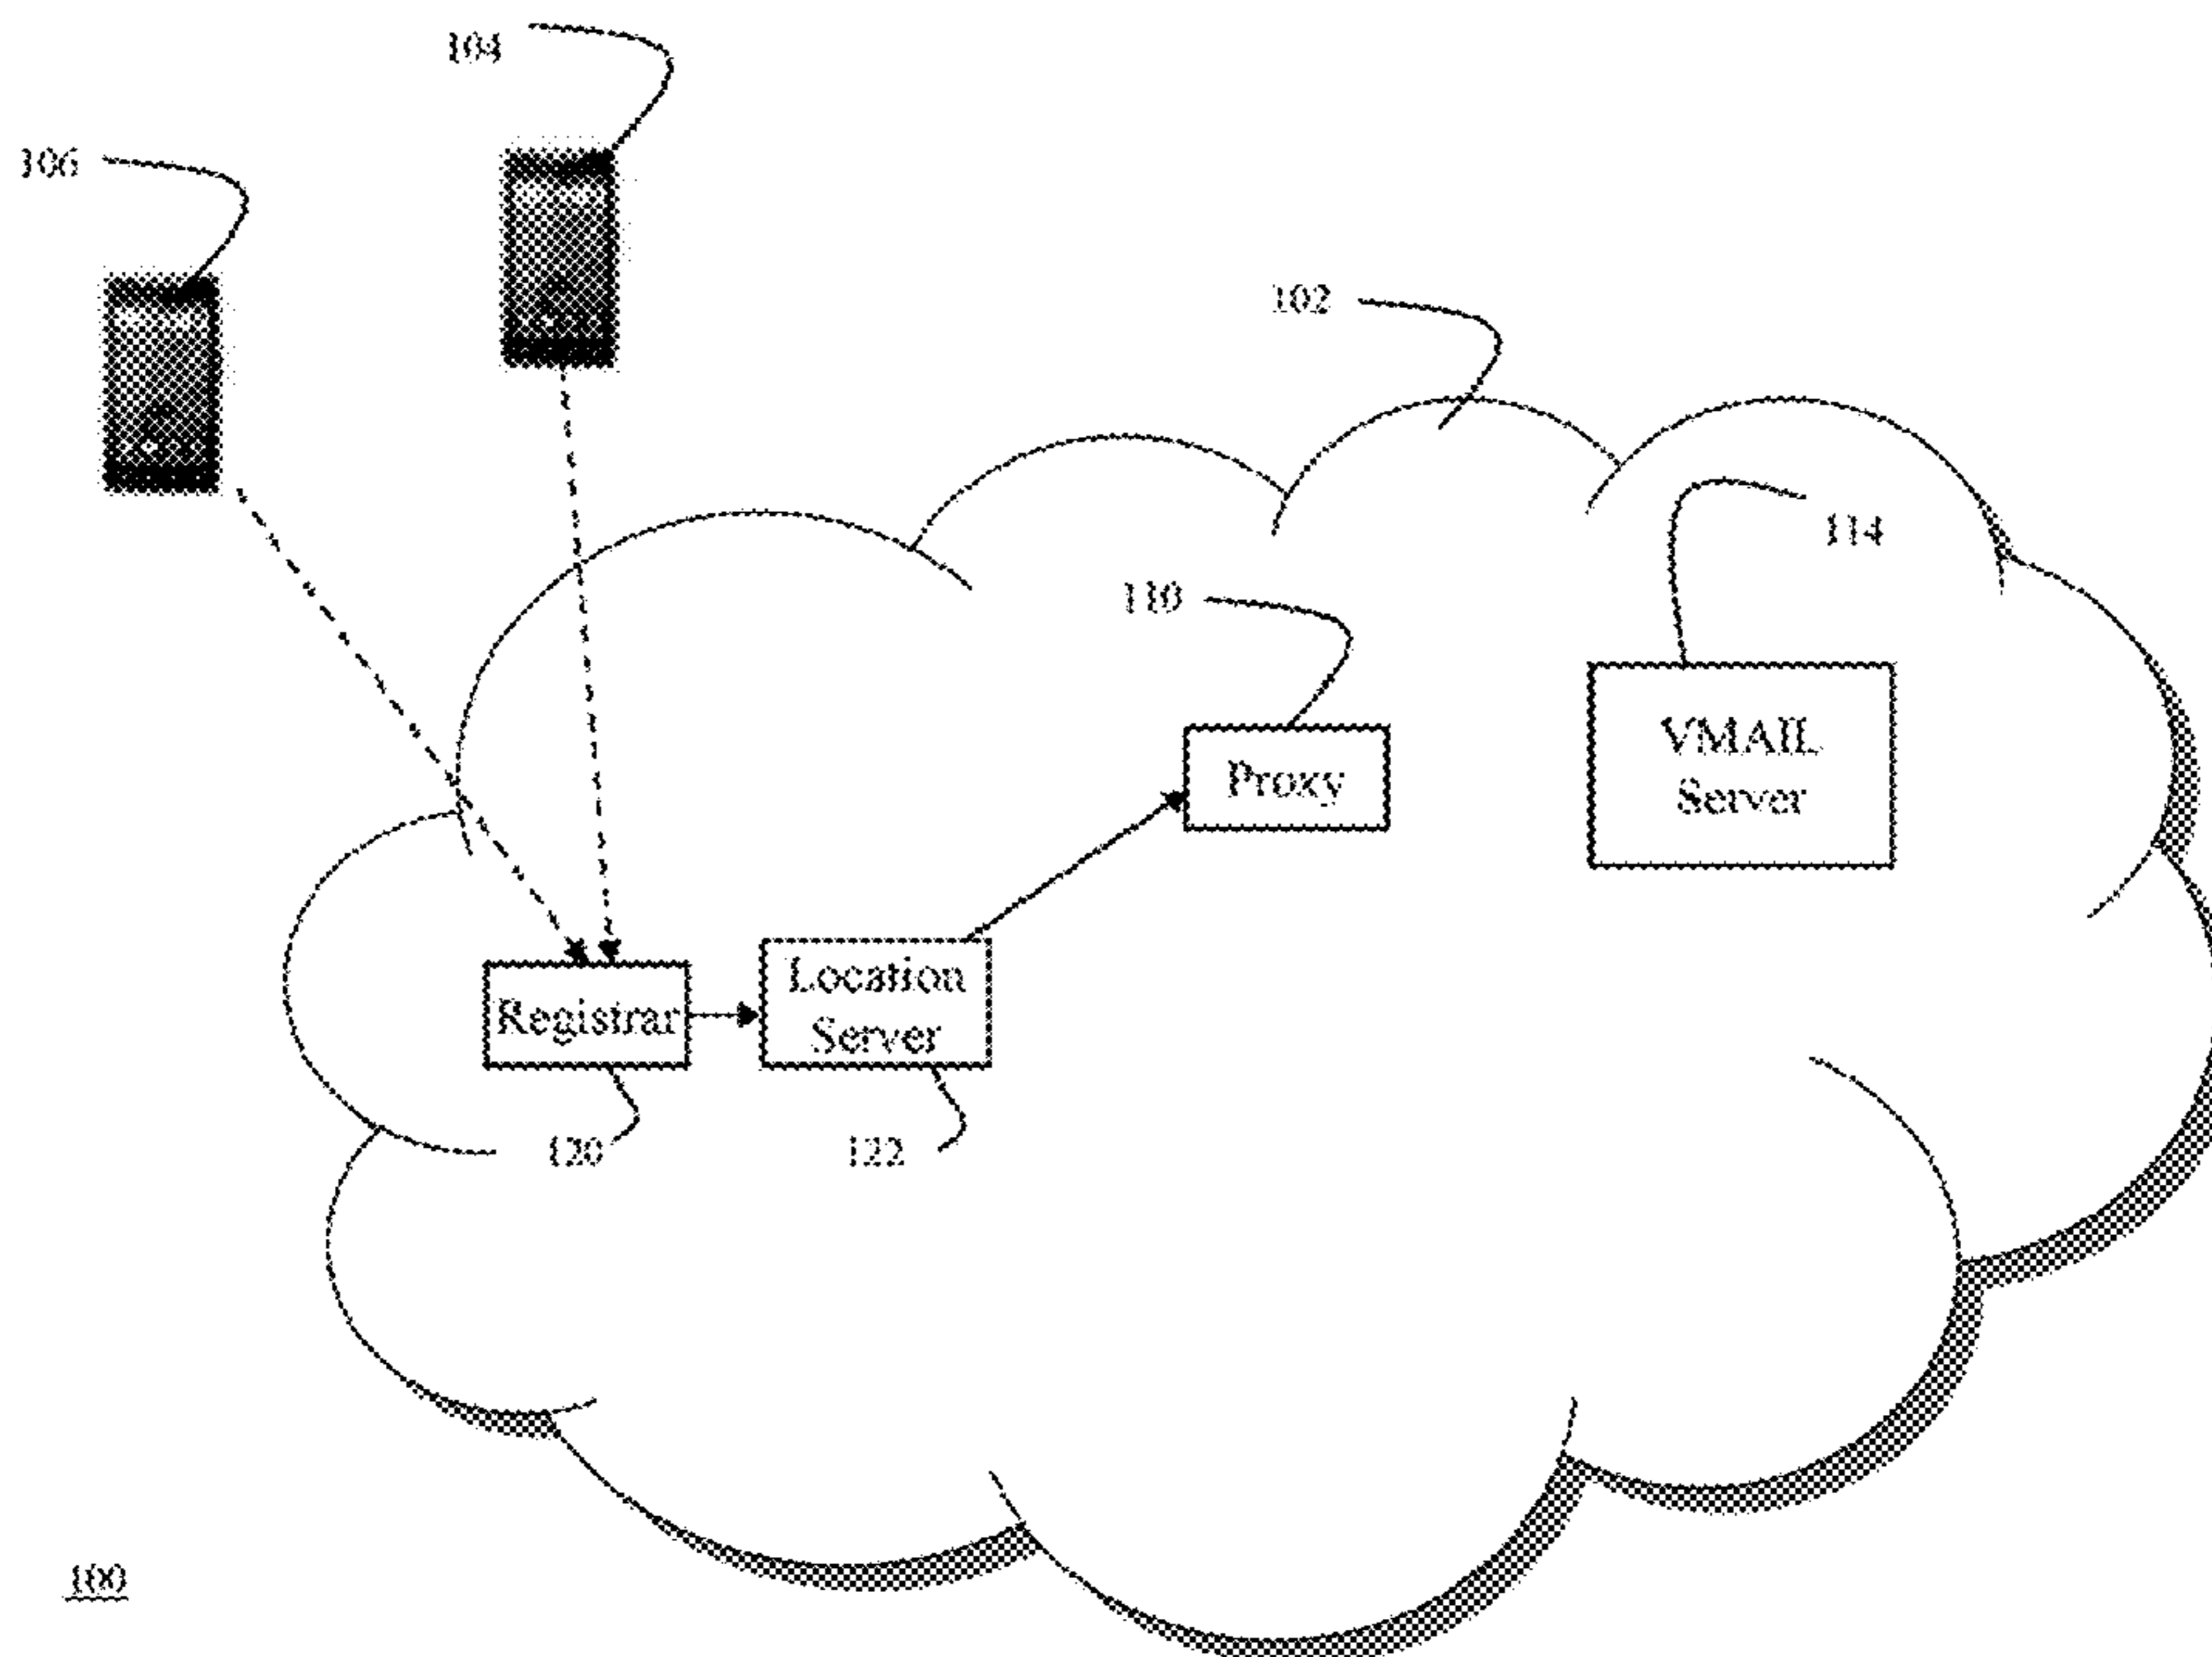 104
106
102
114
110
VMAIL
Server
Proxy
Location
Server
Registrar
120
122
100